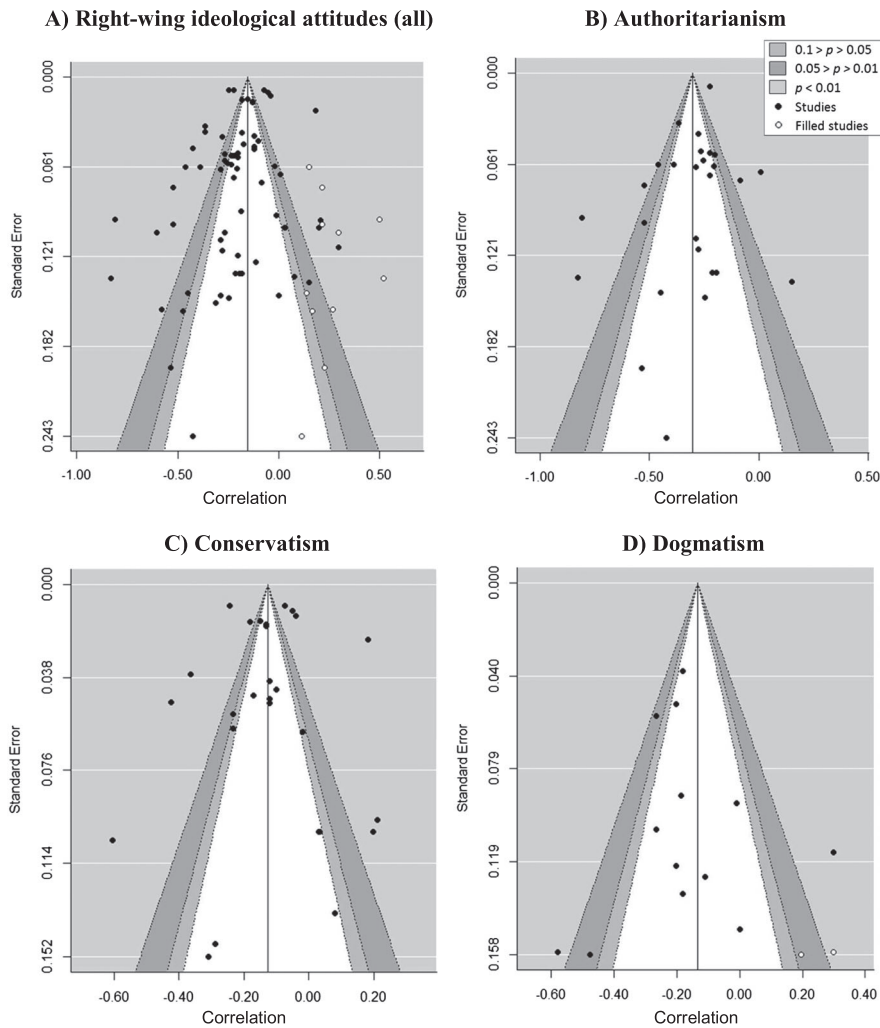 A) Right-wing ideological attitudes (all)
Standard Error
0.000
0.061
0.121
0.182
0.243
-1.00
-0.50
0.00
0.50
Correlation
B) Authoritarianism
0.1 > p > 0.05
0.05 > p > 0.01
p < 0.01
Studies
Filled studies
Standard Error
0.000
0.061
0.121
0.182
0.243
-1.00
-0.50
0.00
0.50
Correlation
C) Conservatism
Standard Error
0.000
0.038
0.076
0.114
0.152
-0.60
-0.40
-0.20
0.00
0.20
Correlation
D) Dogmatism
Standard Error
0.000
0.040
0.079
0.119
0.158
-0.60
-0.40
-0.20
0.00
0.20
0.40
Correlation